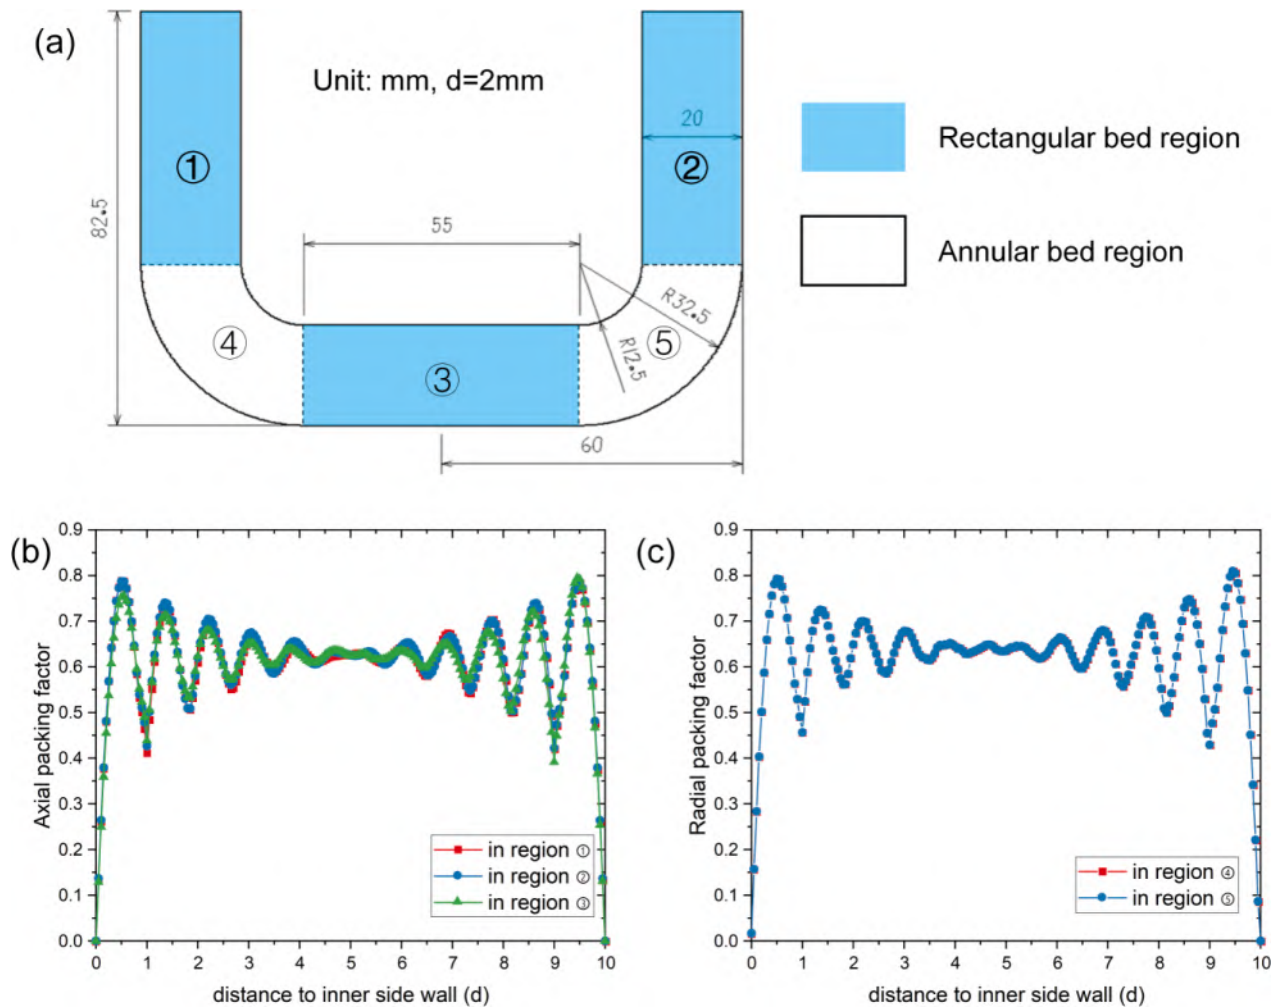 (a)
Unit: mm, d=2mm
82.5
①
20
②
Rectangular bed region
55
Annular bed region
④
③
⑤
R32.5
R12.5
60
(b)
Axial packing factor
0.9
0.8
0.7
0.6
0.5
0.4
0.3
0.2
0.1
0.0
in region ①
in region ②
in region ③
0 1 2 3 4 5 6 7 8 9 10
distance to inner side wall (d)
(c)
Radial packing factor
0.9
0.8
0.7
0.6
0.5
0.4
0.3
0.2
0.1
0.0
in region ④
in region ⑤
0 1 2 3 4 5 6 7 8 9 10
distance to inner side wall (d)